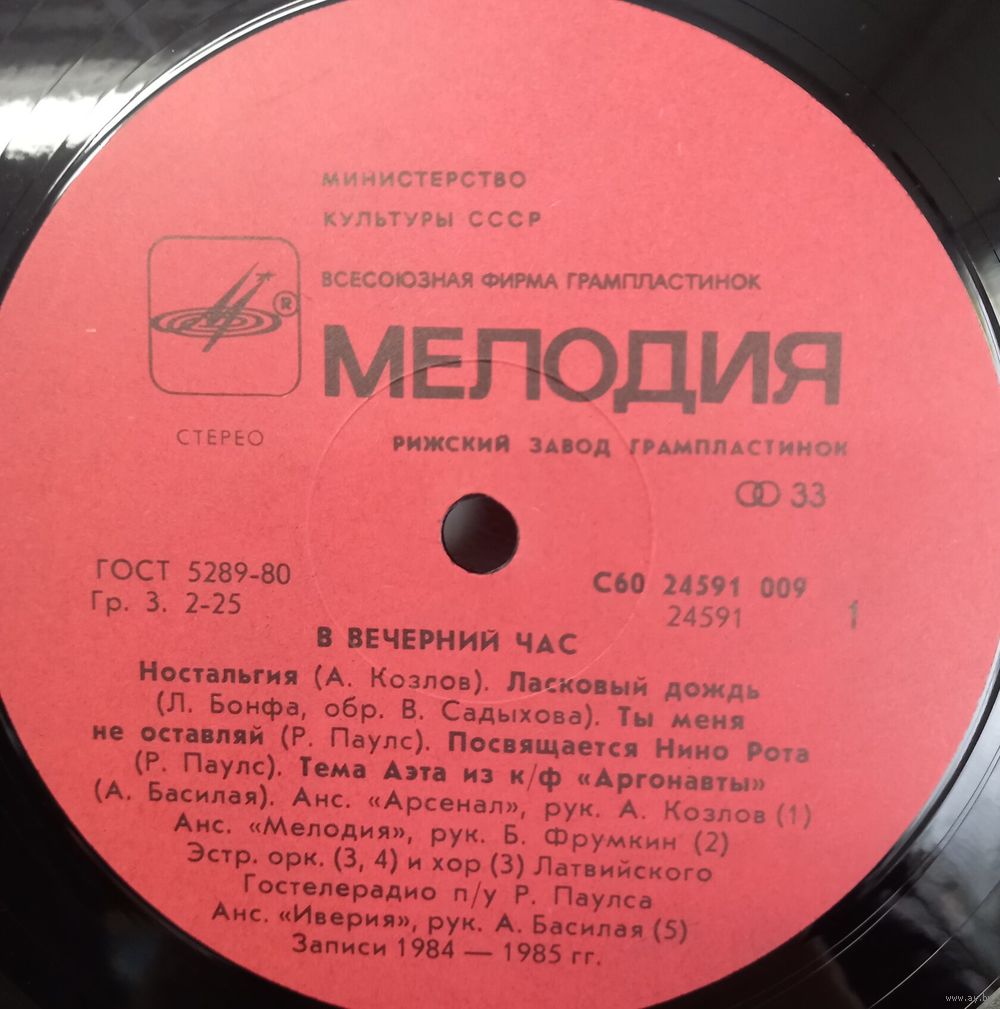 МИНИСТЕРСТВО
КУЛЬТУРЫ СССР
ВСЕСОЮЗНАЯ ФИРМА ГРАМПЛАСТИНОК
®
МЕЛОДИЯ
СТЕРЕО
РИЖСКИЙ ЗАВОД ГРАМПЛАСТИНОК
33
ГОСТ 5289-80
Гр. 3. 2-25
С60 24591 009
24591
1
В ВЕЧЕРНИЙ ЧАС
Ностальгия (А. Козлов). Ласковый дождь
(Л. Бонфа, обр. В. Садыхова). Ты меня
не оставляй (Р. Паулс). Посвящается Нино Рота
(Р. Паулс). Тема Аэта из к/ф «Аргонавты»
(А. Басилая). Анс. «Арсенал», рук. А. Козлов (1)
Анс. «Мелодия», рук. Б. Фрумкин (2)
Эстр. орк. (3, 4) и хор (3) Латвийского
Гостелерадио п/у Р. Паулса
Анс. «Иверия», рук. А. Басилая (5)
Записи 1984 — 1985 гг.
www.ay.by